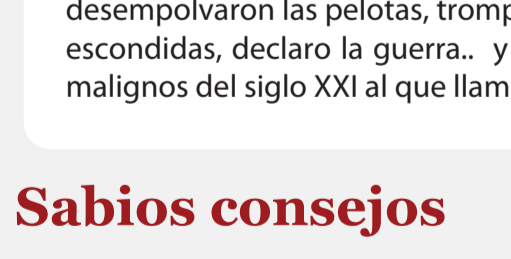 desempolvaron las pelotas,
escondidas, declaro la guerra.. y
malignos del siglo XXI al que
Sabios consejos